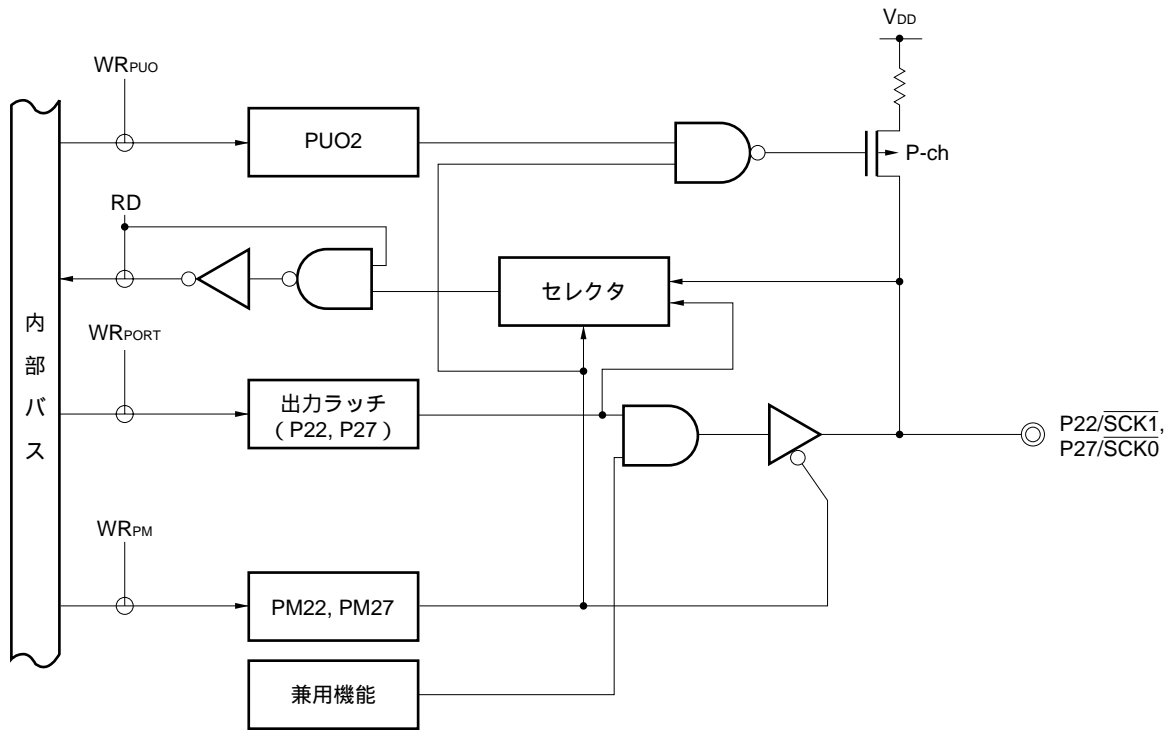 VDD
WRPUO
PUO2
P-ch
RD
セレクタ
内部バス
WRPORT
出力ラッチ
（P22, P27）
P22/SCK1,
P27/SCK0
WRPM
PM22, PM27
兼用機能